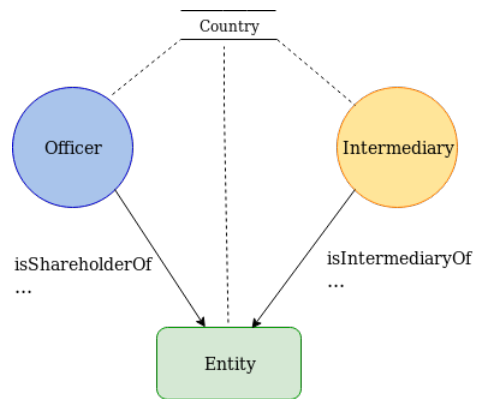 Country
Officer
Intermediary
isShareholderOf
...
isIntermediaryOf
...
Entity